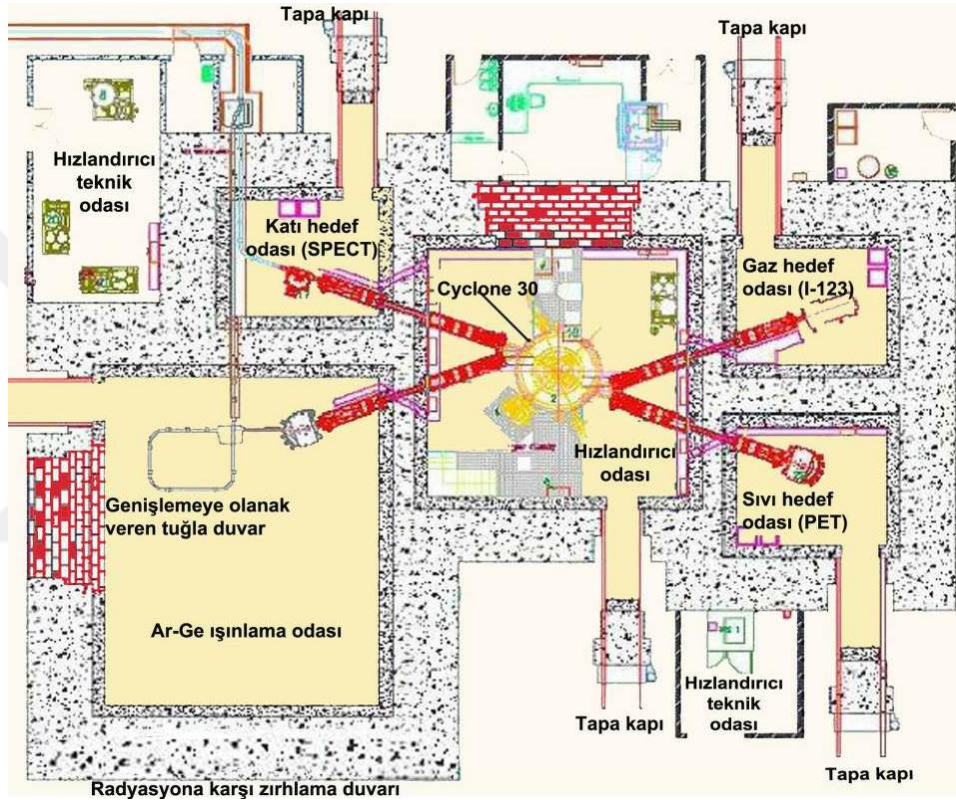 Tapa kapı
Tapa kapı
Hızlandırıcı
teknik
odası
Katı hedef
odası (SPECT)
Cyclone 30
Gaz hedef
odası (I-123)
Hızlandırıcı
odası
Sıvı hedef
odası (PET)
Genişlemeye olanak
veren tuğla duvar
Ar-Ge ışınlama odası
Hızlandırıcı
teknik
odası
Tapa kapı
Tapa kapı
Radyasyona karşı zırhlama duvarı